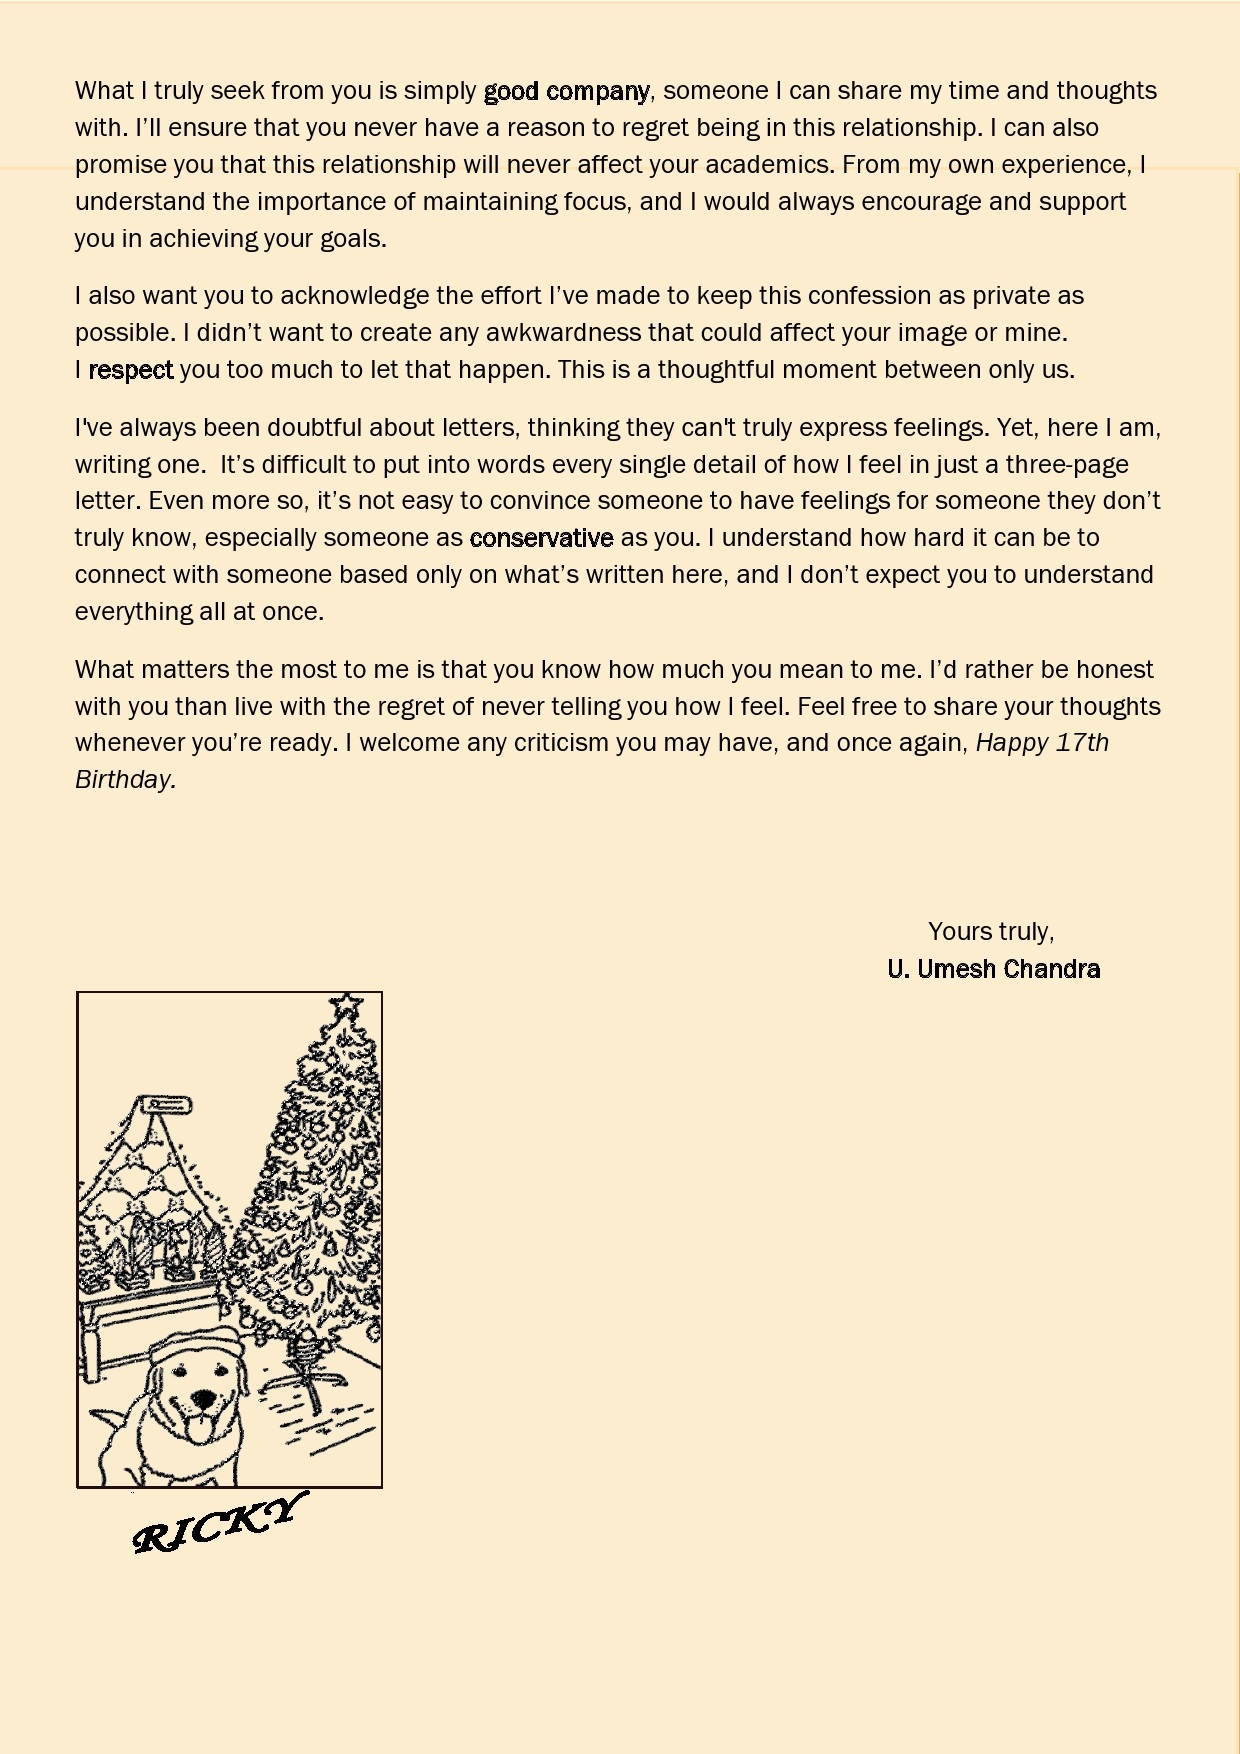 What I truly seek from you is simply good company, someone I can share my time and thoughts
with. I’ll ensure that you never have a reason to regret being in this relationship. I can also
promise you that this relationship will never affect your academics. From my own experience, I
understand the importance of maintaining focus, and I would always encourage and support
you in achieving your goals.
I also want you to acknowledge the effort I’ve made to keep this confession as private as
possible. I didn’t want to create any awkwardness that could affect your image or mine.
I respect you too much to let that happen. This is a thoughtful moment between only us.
I've always been doubtful about letters, thinking they can't truly express feelings. Yet, here I am,
writing one.  It’s difficult to put into words every single detail of how I feel in just a three-page
letter. Even more so, it’s not easy to convince someone to have feelings for someone they don’t
truly know, especially someone as conservative as you. I understand how hard it can be to
connect with someone based only on what’s written here, and I don’t expect you to understand
everything all at once.
What matters the most to me is that you know how much you mean to me. I’d rather be honest
with you than live with the regret of never telling you how I feel. Feel free to share your thoughts
whenever you’re ready. I welcome any criticism you may have, and once again, Happy 17th
Birthday.
Yours truly,
U. Umesh Chandra
RICKY